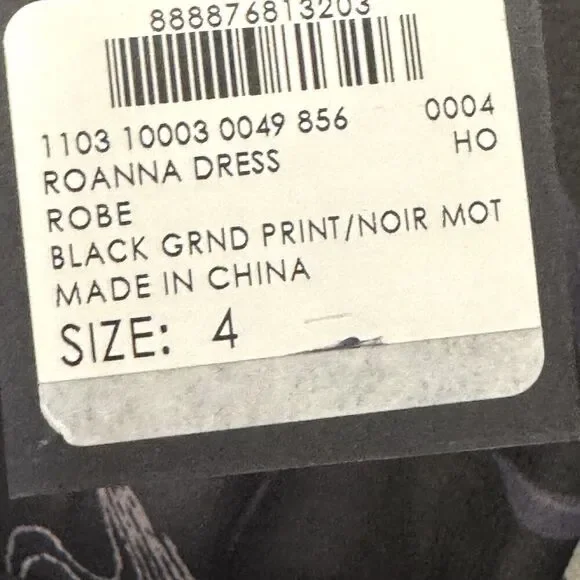 888876813203
1103 10003 0049 856 0004
ROANNA DRESS HO
ROBE
BLACK GRND PRINT/NOIR MOT
MADE IN CHINA
SIZE: 4